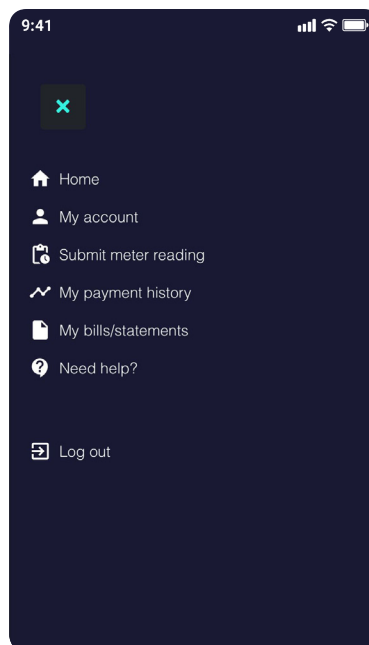 9:41
Home
My account
Submit meter reading
My payment history
My bills/statements
Need help?
Log out